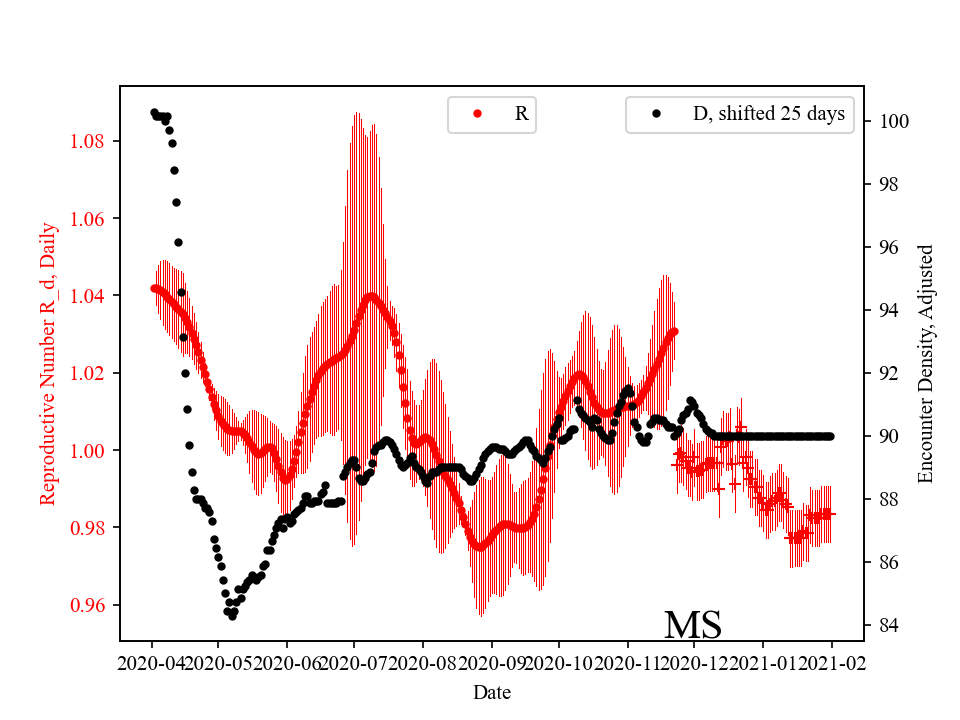 R
D, shifted 25 days
1.08
1.06
1.04
1.02
1.00
0.98
0.96
Reproductive Number R_d, Daily
100
98
96
94
92
90
88
86
84
Encounter Density, Adjusted
MS
2020-04 2020-05 2020-06 2020-07 2020-08 2020-09 2020-10 2020-11 2020-12 2021-01 2021-02
Date